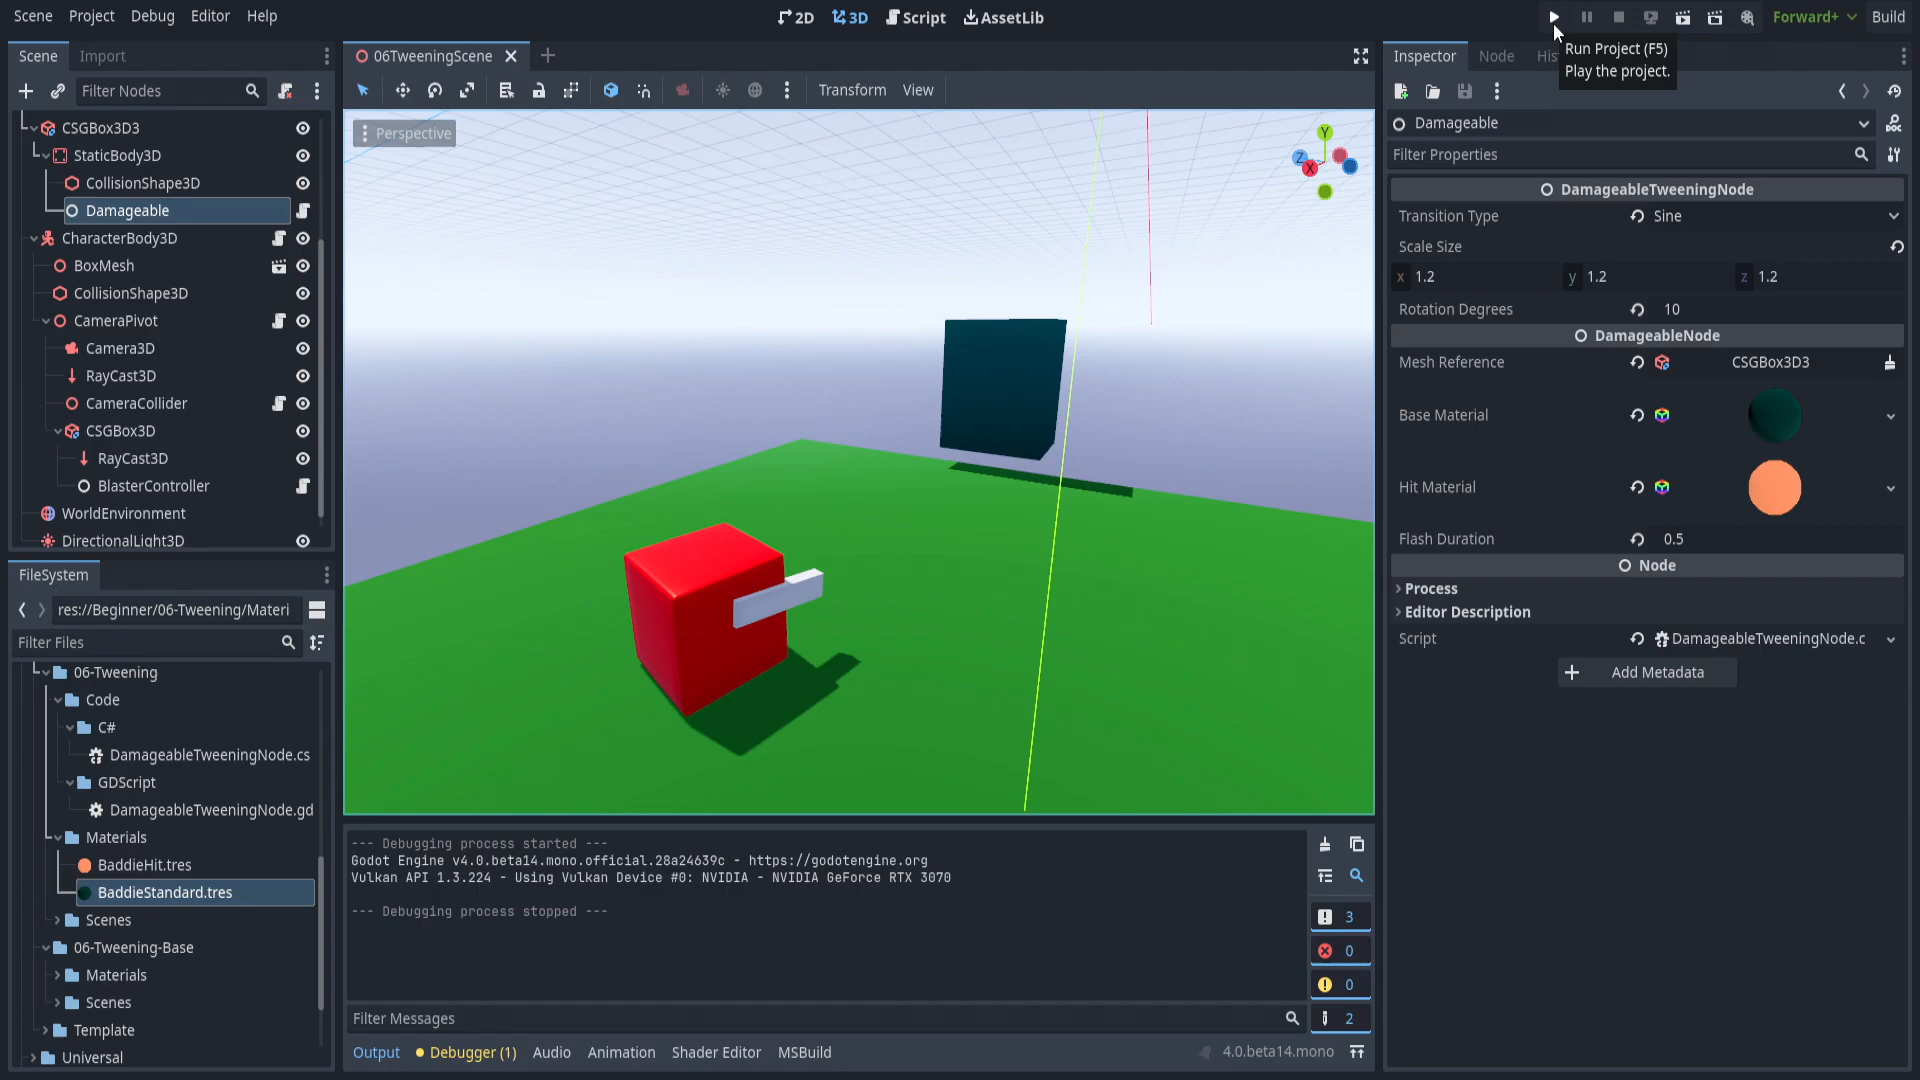 Scene Project Debug Editor Help
2D 3D Script AssetLib
Forward+ Build
Run Project (F5)
Play the project.
Scene Import
Filter Nodes
CSGBox3D3
StaticBody3D
CollisionShape3D
Damageable
CharacterBody3D
BoxMesh
CollisionShape3D
CameraPivot
Camera3D
RayCast3D
CameraCollider
CSGBox3D
RayCast3D
BlasterController
WorldEnvironment
DirectionalLight3D
FileSystem
res://Beginner/06-Tweening/Materi
Filter Files
06-Tweening
Code
C#
DamageableTweeningNode.cs
GDScript
DamageableTweeningNode.gd
Materials
BaddieHit.tres
BaddieStandard.tres
Scenes
06-Tweening-Base
Materials
Scenes
Template
Universal
06TweeningScene
Transform View
Perspective
Y
Z
X
--- Debugging process started ---
Godot Engine v4.0.beta14.mono.official.28a24639c - https://godotengine.org
Vulkan API 1.3.224 - Using Vulkan Device #0: NVIDIA - NVIDIA GeForce RTX 3070
--- Debugging process stopped ---
3
0
0
2
Filter Messages
Output Debugger (1) Audio Animation Shader Editor MSBuild
4.0.beta14.mono
Inspector Node His
Damageable
Filter Properties
DamageableTweeningNode
Transition Type Sine
Scale Size
x 1.2 y 1.2 z 1.2
Rotation Degrees 10
DamageableNode
Mesh Reference CSGBox3D3
Base Material
Hit Material
Flash Duration 0.5
Node
Process
Editor Description
Script DamageableTweeningNode.c
Add Metadata